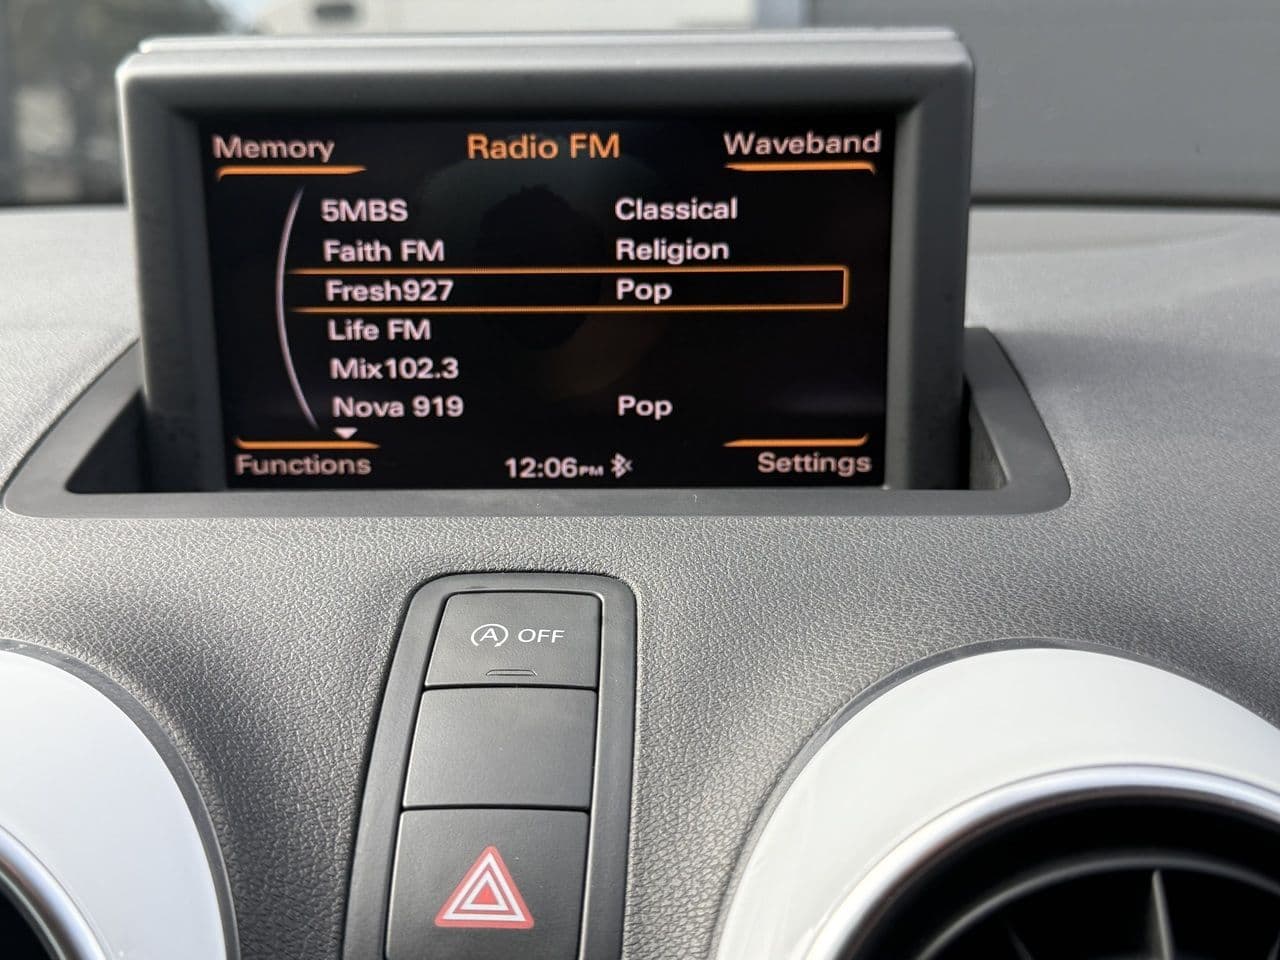 Memory Radio FM Waveband
5MBS Classical
Faith FM Religion
Fresh927 Pop
Life FM
Mix102.3
Nova 919 Pop
Functions 12:06PM Settings
A OFF